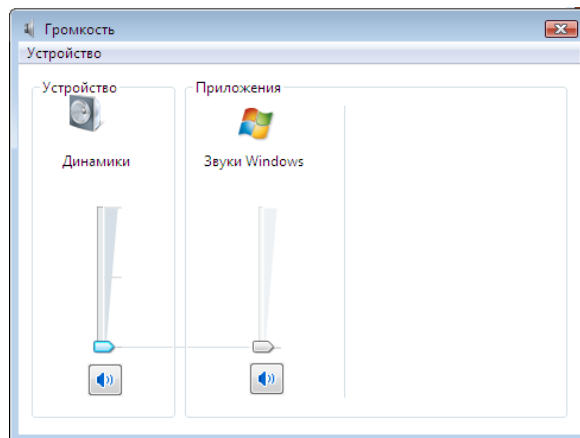 Громкость
Устройство
Устройство
Приложения
Динамики
Звуки Windows